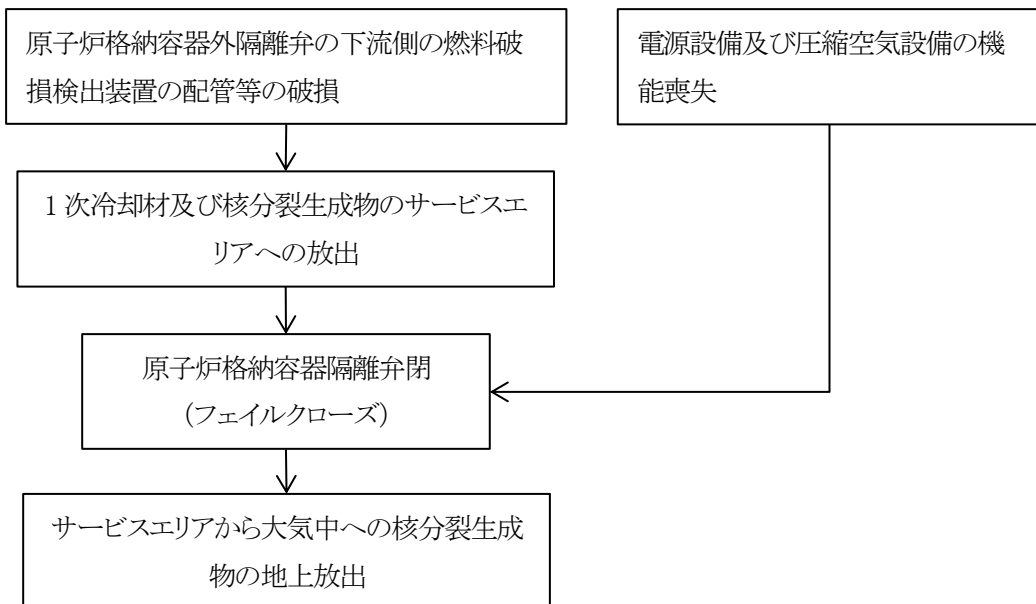 原子炉格納容器外隔離弁の下流側の燃料破
損検出装置の配管等の破損
電源設備及び圧縮空気設備の機
能喪失
1 次冷却材及び核分裂生成物のサービスエ
リアへの放出
原子炉格納容器隔離弁閉
（フェイルクローズ）
サービスエリアから大気中への核分裂生成
物の地上放出